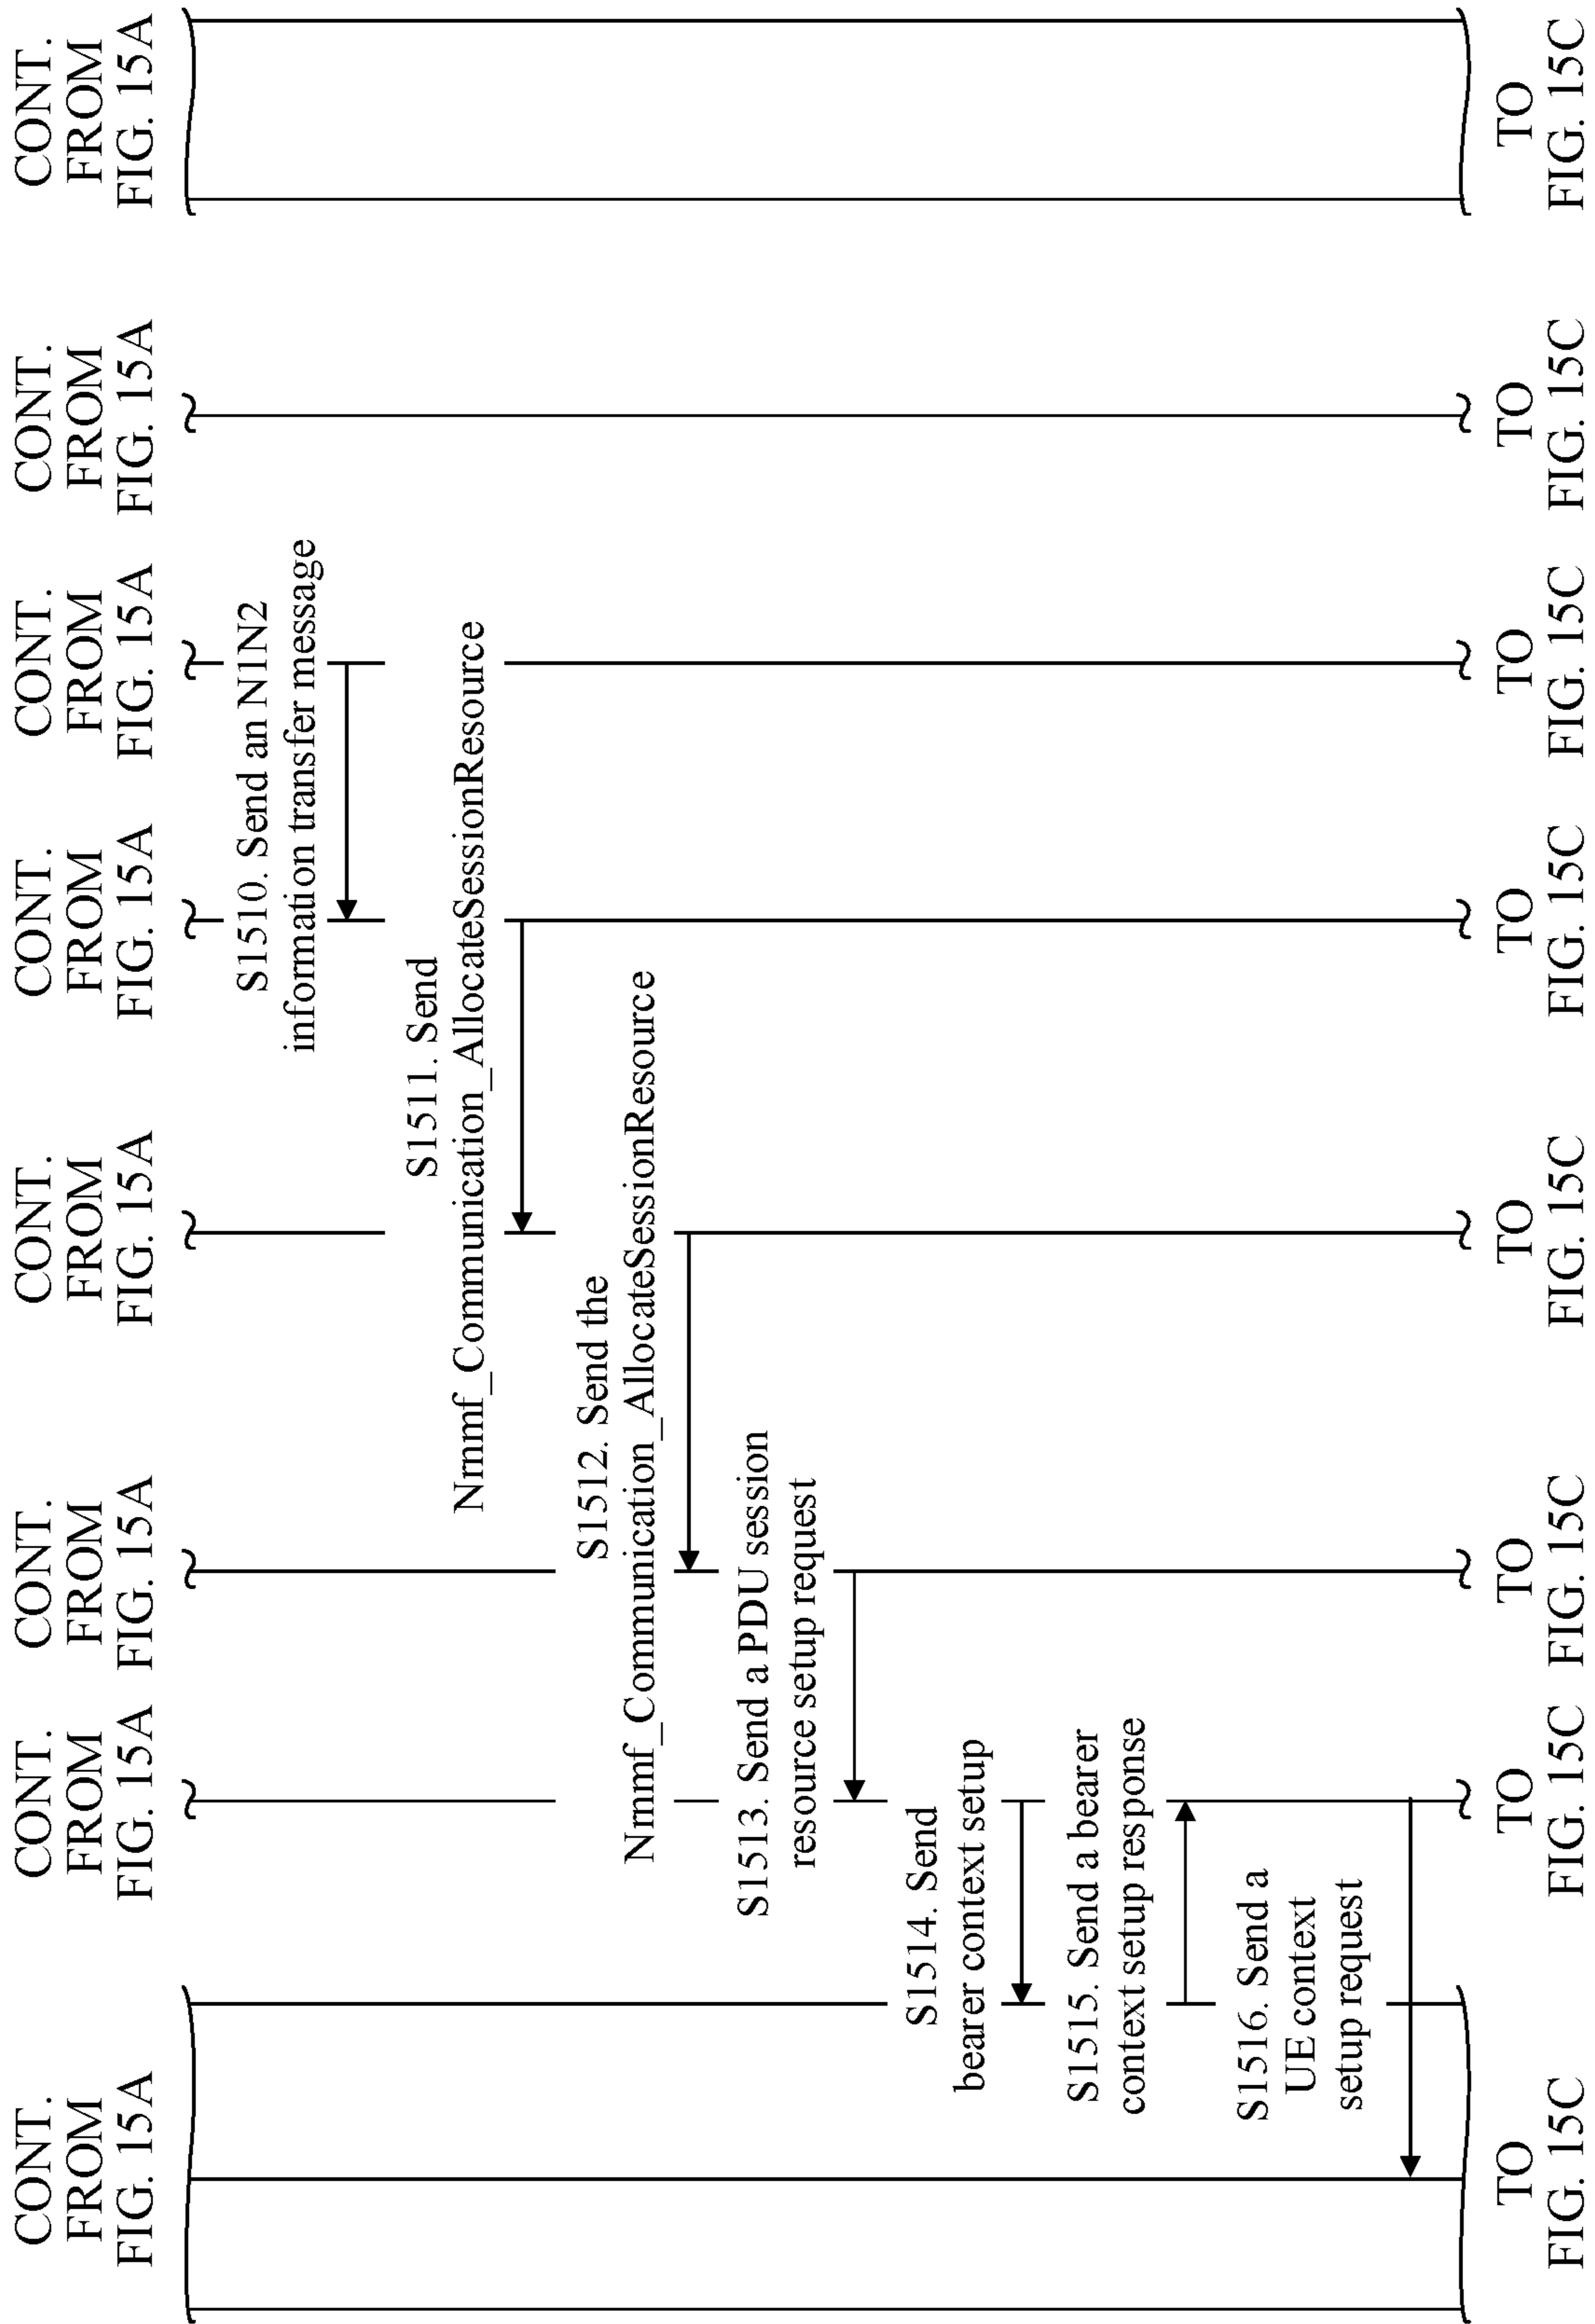 CONT.
FROM
FIG. 15A
CONT.
FROM
FIG. 15A
CONT.
FROM
FIG. 15A
CONT.
FROM
FIG. 15A
CONT.
FROM
FIG. 15A
CONT.
FROM
FIG. 15A
CONT.
FROM
FIG. 15A
CONT.
FROM
FIG. 15A
S1510. Send an N1N2
information transfer message
S1511. Send
Nrmmf_Communication_AllocateSessionResource
S1512. Send the
Nrmmf_Communication_AllocateSessionResource
S1513. Send a PDU session
resource setup request
S1514. Send
bearer context setup
S1515. Send a bearer
context setup response
S1516. Send a
UE context
setup request
TO
FIG. 15C
TO
FIG. 15C
TO
FIG. 15C
TO
FIG. 15C
TO
FIG. 15C
TO
FIG. 15C
TO
FIG. 15C
TO
FIG. 15C